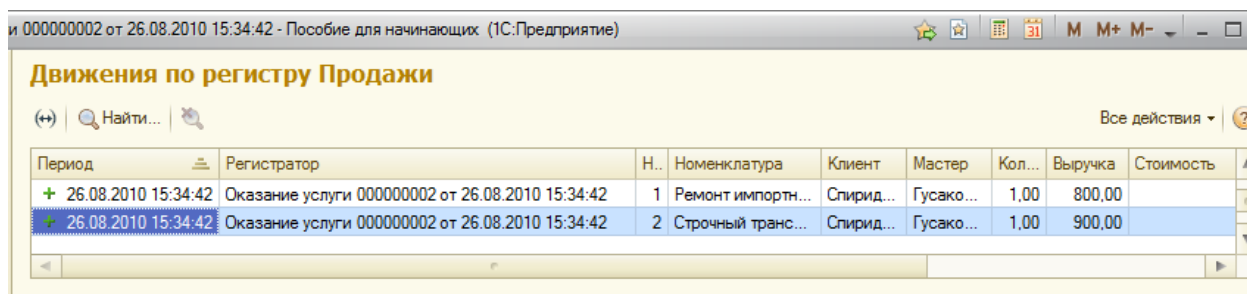 и 000000002 от 26.08.2010 15:34:42 - Пособие для начинающих (1С:Предприятие)
31 M M+ M-
Движения по регистру Продажи
Найти...
Все действия
Период Регистратор Н.. Номенклатура Клиент Мастер Кол... Выручка Стоимость
26.08.2010 15:34:42 Оказание услуги 000000002 от 26.08.2010 15:34:42 1 Ремонт импортн... Спирид... Гусако... 1,00 800,00
26.08.2010 15:34:42 Оказание услуги 000000002 от 26.08.2010 15:34:42 2 Строчный транс... Спирид... Гусако... 1,00 900,00